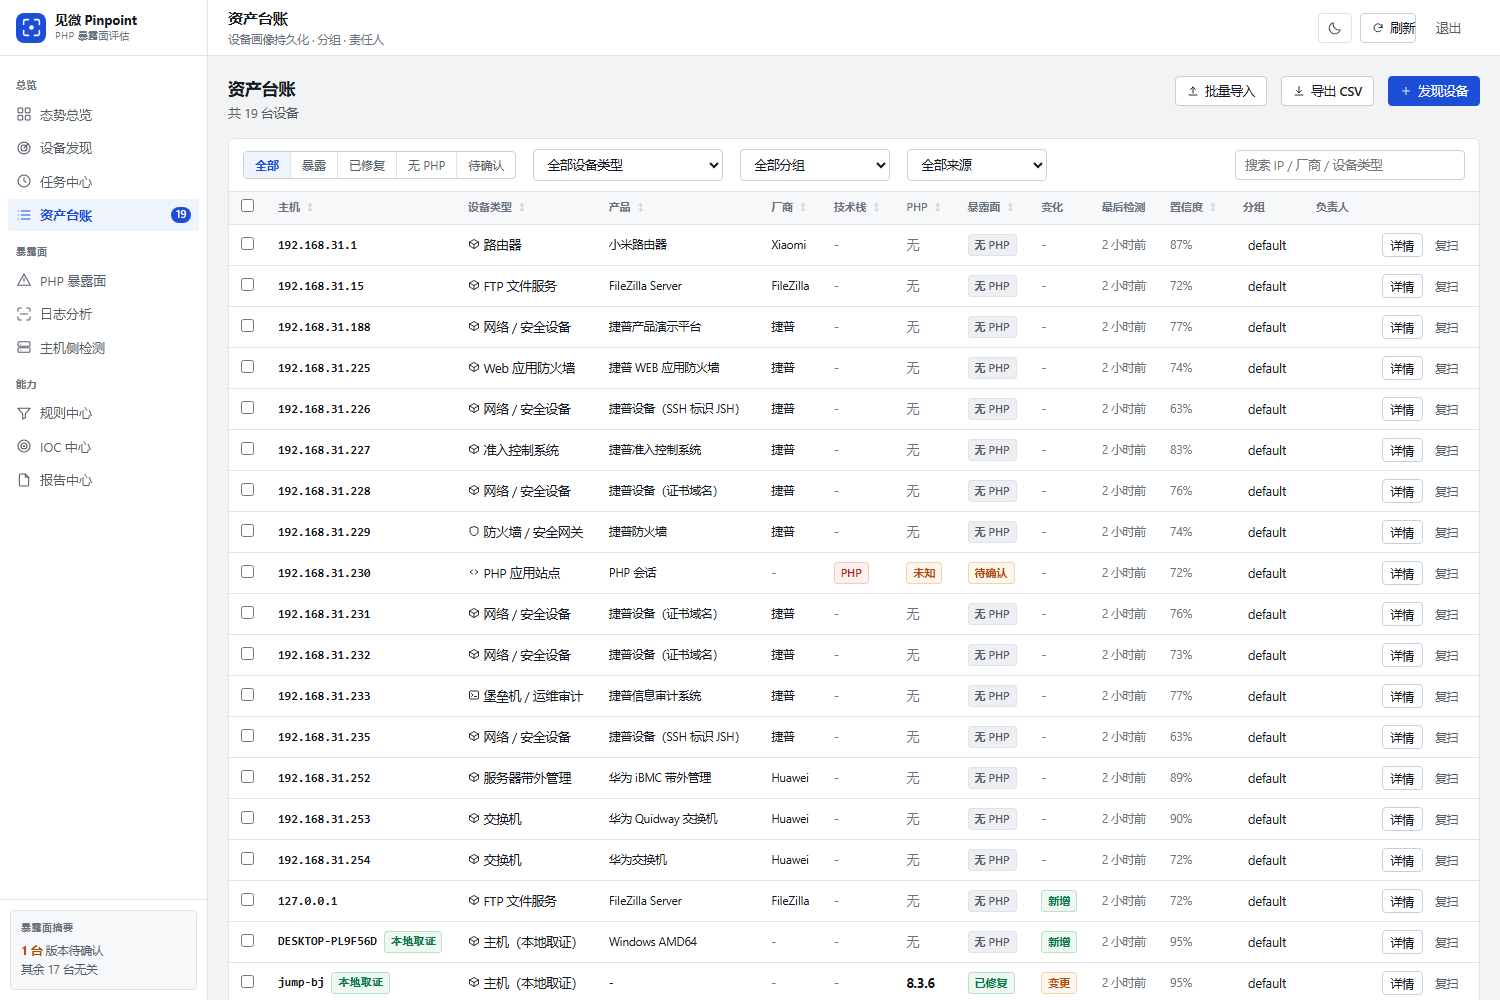 见微 Pinpoint
PHP 暴露面评估
总览
态势总览
设备发现
任务中心
资产台账 19
暴露面
PHP 暴露面
日志分析
主机侧检测
能力
规则中心
IOC 中心
报告中心
暴露面摘要
1 台 版本待确认
其余 17 台无关
资产台账
设备画像持久化 · 分组 · 责任人
刷新 退出
资产台账
共 19 台设备
批量导入 导出 CSV + 发现设备
全部 暴露 已修复 无 PHP 待确认 全部设备类型 全部分组 全部来源 搜索 IP / 厂商 / 设备类型
主机 设备类型 产品 厂商 技术栈 PHP 暴露面 变化 最后检测 置信度 分组 负责人
192.168.31.1 路由器 小米路由器 Xiaomi - 无 无 PHP - 2 小时前 87% default 详情 复扫
192.168.31.15 FTP 文件服务 FileZilla Server FileZilla - 无 无 PHP - 2 小时前 72% default 详情 复扫
192.168.31.188 网络 / 安全设备 捷普产品演示平台 捷普 - 无 无 PHP - 2 小时前 77% default 详情 复扫
192.168.31.225 Web 应用防火墙 捷普 WEB 应用防火墙 捷普 - 无 无 PHP - 2 小时前 74% default 详情 复扫
192.168.31.226 网络 / 安全设备 捷普设备（SSH 标识 JSH） 捷普 - 无 无 PHP - 2 小时前 63% default 详情 复扫
192.168.31.227 准入控制系统 捷普准入控制系统 捷普 - 无 无 PHP - 2 小时前 83% default 详情 复扫
192.168.31.228 网络 / 安全设备 捷普设备（证书域名） 捷普 - 无 无 PHP - 2 小时前 76% default 详情 复扫
192.168.31.229 防火墙 / 安全网关 捷普防火墙 捷普 - 无 无 PHP - 2 小时前 74% default 详情 复扫
192.168.31.230 PHP 应用站点 PHP 会话 - PHP 未知 待确认 - 2 小时前 72% default 详情 复扫
192.168.31.231 网络 / 安全设备 捷普设备（证书域名） 捷普 - 无 无 PHP - 2 小时前 76% default 详情 复扫
192.168.31.232 网络 / 安全设备 捷普设备（证书域名） 捷普 - 无 无 PHP - 2 小时前 73% default 详情 复扫
192.168.31.233 堡垒机 / 运维审计 捷普信息审计系统 捷普 - 无 无 PHP - 2 小时前 77% default 详情 复扫
192.168.31.235 网络 / 安全设备 捷普设备（SSH 标识 JSH） 捷普 - 无 无 PHP - 2 小时前 63% default 详情 复扫
192.168.31.252 服务器带外管理 华为 iBMC 带外管理 Huawei - 无 无 PHP - 2 小时前 89% default 详情 复扫
192.168.31.253 交换机 华为 Quidway 交换机 Huawei - 无 无 PHP - 2 小时前 90% default 详情 复扫
192.168.31.254 交换机 华为交换机 Huawei - 无 无 PHP - 2 小时前 72% default 详情 复扫
127.0.0.1 FTP 文件服务 FileZilla Server FileZilla - 无 无 PHP 新增 2 小时前 72% default 详情 复扫
DESKTOP-PL9F56D 本地取证 主机（本地取证） Windows AMD64 - - 无 无 PHP 新增 2 小时前 95% default 详情 复扫
jump-bj 本地取证 主机（本地取证） - - - 8.3.6 已修复 变更 2 小时前 95% default 详情 复扫